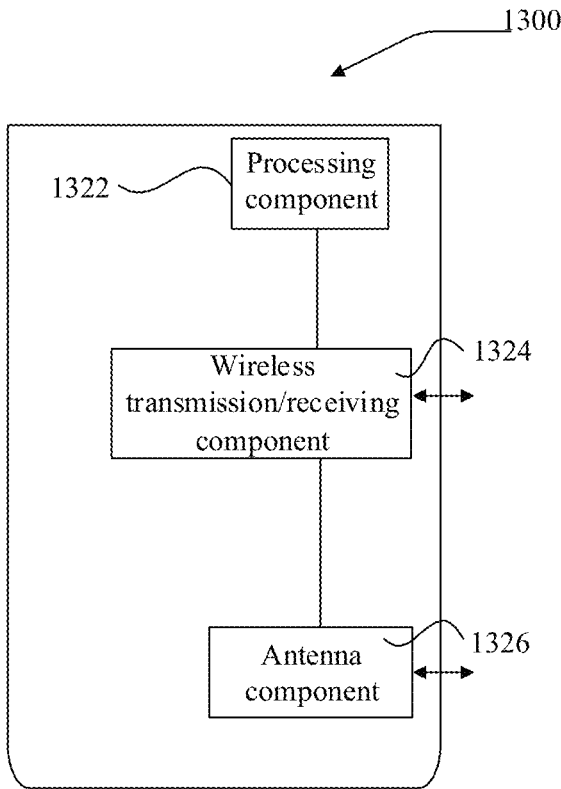 1300
Processing
component
1322
Wireless
transmission/receiving
component
1324
Antenna
component
1326